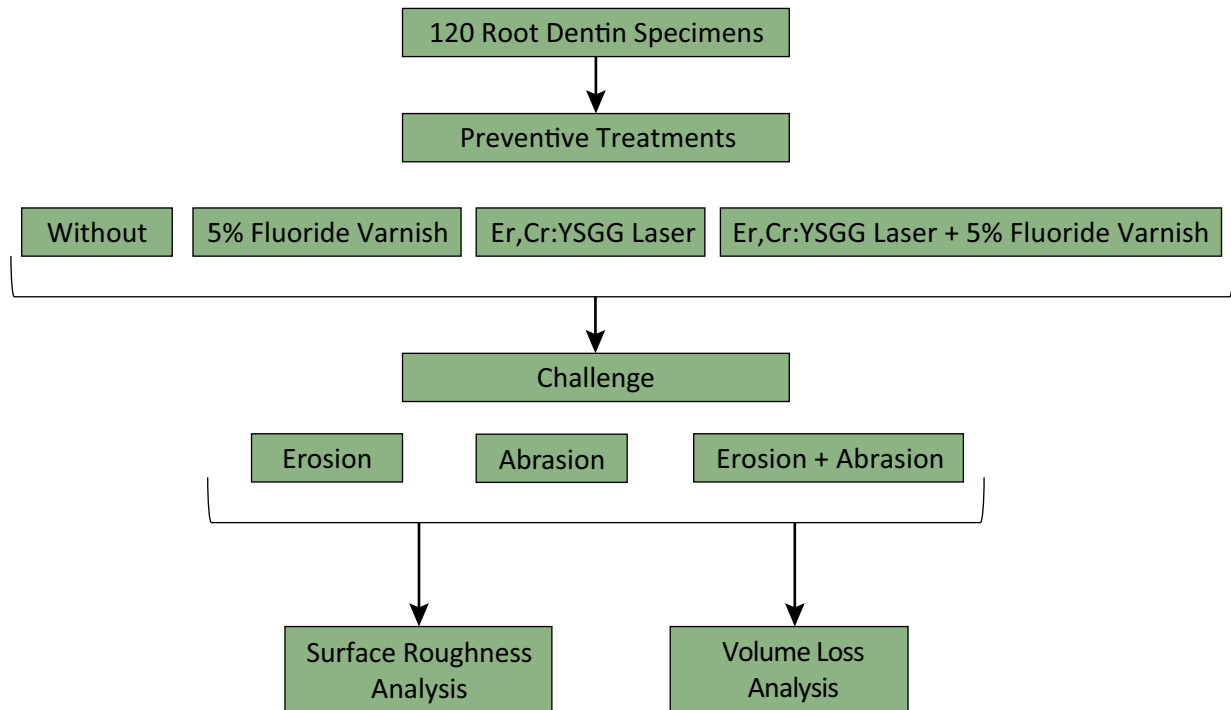 120 Root Dentin Specimens
Preventive Treatments
Without
5% Fluoride Varnish
Er,Cr:YSGG Laser
Er,Cr:YSGG Laser + 5% Fluoride Varnish
Challenge
Erosion
Abrasion
Erosion + Abrasion
Surface Roughness
Analysis
Volume Loss
Analysis